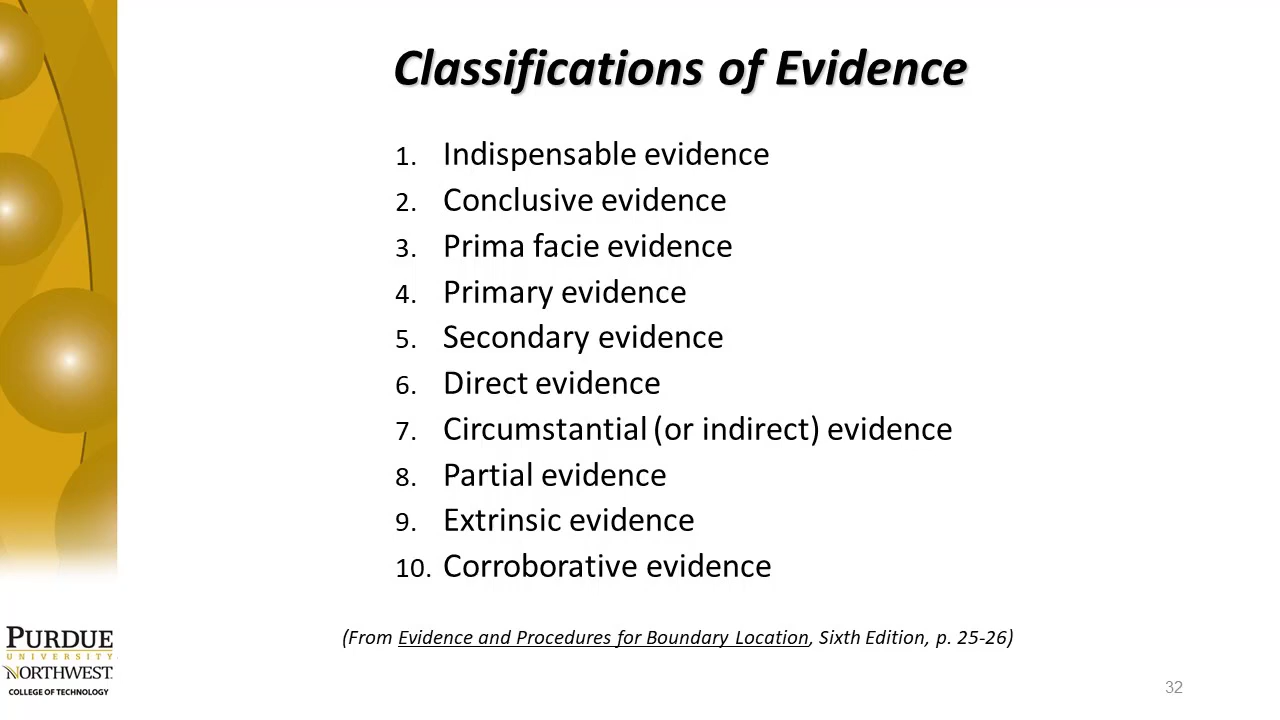 Classifications of Evidence
1. Indispensable evidence
2. Conclusive evidence
3. Prima facie evidence
4. Primary evidence
5. Secondary evidence
6. Direct evidence
7. Circumstantial (or indirect) evidence
8. Partial evidence
9. Extrinsic evidence
10. Corroborative evidence
(From Evidence and Procedures for Boundary Location, Sixth Edition, p. 25-26)
PURDUE
UNIVERSITY
NORTHWEST
COLLEGE OF TECHNOLOGY
32